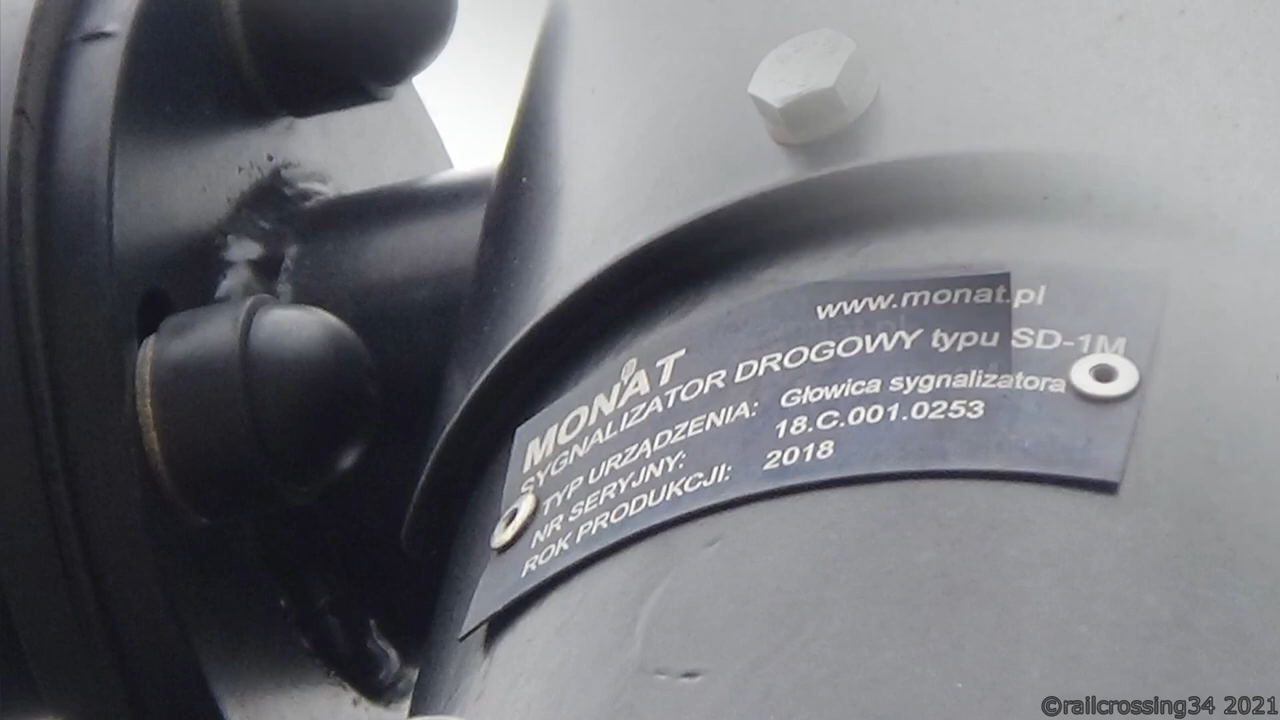 www.monat.pl
MONAT®
SYGNALIZATOR DROGOWY typu SD-1M
TYP URZĄDZENIA: Głowica sygnalizatora
NR SERYJNY: 18.C.001.0253
ROK PRODUKCJI: 2018
©railcrossing34 2021